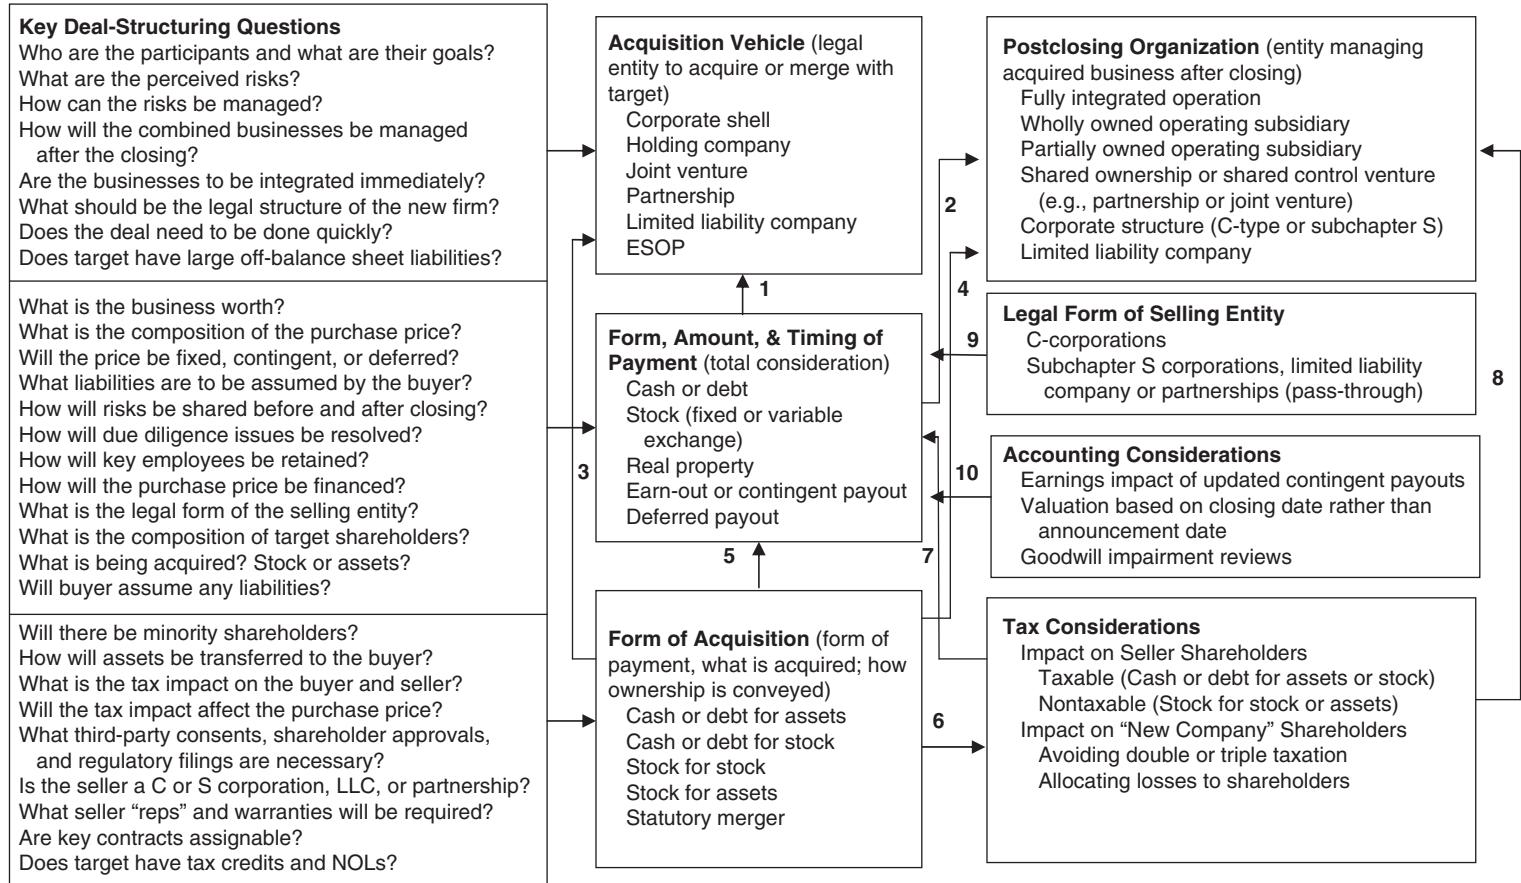 Key Deal-Structuring Questions
Who are the participants and what are their goals?
What are the perceived risks?
How can the risks be managed?
How will the combined businesses be managed
after the closing?
Are the businesses to be integrated immediately?
What should be the legal structure of the new firm?
Does the deal need to be done quickly?
Does target have large off-balance sheet liabilities?
What is the business worth?
What is the composition of the purchase price?
Will the price be fixed, contingent, or deferred?
What liabilities are to be assumed by the buyer?
How will risks be shared before and after closing?
How will due diligence issues be resolved?
How will key employees be retained?
How will the purchase price be financed?
What is the legal form of the selling entity?
What is the composition of target shareholders?
What is being acquired? Stock or assets?
Will buyer assume any liabilities?
Will there be minority shareholders?
How will assets be transferred to the buyer?
What is the tax impact on the buyer and seller?
Will the tax impact affect the purchase price?
What third-party consents, shareholder approvals,
and regulatory filings are necessary?
Is the seller a C or S corporation, LLC, or partnership?
What seller “reps” and warranties will be required?
Are key contracts assignable?
Does target have tax credits and NOLs?
Acquisition Vehicle (legal
entity to acquire or merge with
target)
Corporate shell
Holding company
Joint venture
Partnership
Limited liability company
ESOP
1
Form, Amount, & Timing of
Payment (total consideration)
Cash or debt
Stock (fixed or variable
exchange)
Real property
Earn-out or contingent payout
Deferred payout
3
5
7
Form of Acquisition (form of
payment, what is acquired; how
ownership is conveyed)
Cash or debt for assets
Cash or debt for stock
Stock for stock
Stock for assets
Statutory merger
2
4
9
10
6
Postclosing Organization (entity managing
acquired business after closing)
Fully integrated operation
Wholly owned operating subsidiary
Partially owned operating subsidiary
Shared ownership or shared control venture
(e.g., partnership or joint venture)
Corporate structure (C-type or subchapter S)
Limited liability company
Legal Form of Selling Entity
C-corporations
Subchapter S corporations, limited liability
company or partnerships (pass-through)
8
Accounting Considerations
Earnings impact of updated contingent payouts
Valuation based on closing date rather than
announcement date
Goodwill impairment reviews
Tax Considerations
Impact on Seller Shareholders
Taxable (Cash or debt for assets or stock)
Nontaxable (Stock for stock or assets)
Impact on “New Company” Shareholders
Avoiding double or triple taxation
Allocating losses to shareholders